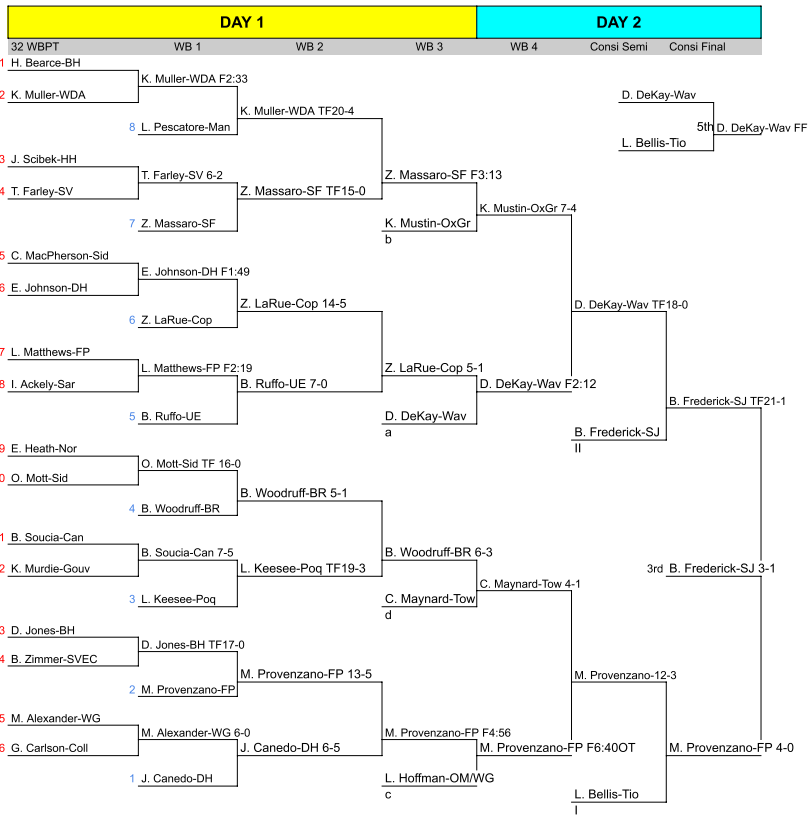 DAY 1 DAY 2
32 WBPT WB 1 WB 2 WB 3 WB 4 Consi Semi Consi Final
1 H. Bearce-BH
K. Muller-WDA F2:33
2 K. Muller-WDA D. DeKay-Wav
K. Muller-WDA TF20-4
8 L. Pescatore-Man 5th D. DeKay-Wav FF
L. Bellis-Tio
3 J. Scibek-HH
T. Farley-SV 6-2 Z. Massaro-SF F3:13
4 T. Farley-SV Z. Massaro-SF TF15-0
K. Mustin-OxGr 7-4
7 Z. Massaro-SF K. Mustin-OxGr
b
5 C. MacPherson-Sid
E. Johnson-DH F1:49
6 E. Johnson-DH
Z. LaRue-Cop 14-5 D. DeKay-Wav TF18-0
6 Z. LaRue-Cop
7 L. Matthews-FP
L. Matthews-FP F2:19 Z. LaRue-Cop 5-1
8 I. Ackely-Sar B. Ruffo-UE 7-0 D. DeKay-Wav F2:12
B. Frederick-SJ TF21-1
5 B. Ruffo-UE D. DeKay-Wav
a B. Frederick-SJ
II
9 E. Heath-Nor
O. Mott-Sid TF 16-0
0 O. Mott-Sid
B. Woodruff-BR 5-1
4 B. Woodruff-BR
1 B. Soucia-Can
B. Soucia-Can 7-5 B. Woodruff-BR 6-3
2 K. Murdie-Gouv L. Keesee-Poq TF19-3 3rd B. Frederick-SJ 3-1
C. Maynard-Tow 4-1
3 L. Keesee-Poq C. Maynard-Tow
d
3 D. Jones-BH
D. Jones-BH TF17-0
4 B. Zimmer-SVEC
M. Provenzano-FP 13-5 M. Provenzano-12-3
2 M. Provenzano-FP
5 M. Alexander-WG
M. Alexander-WG 6-0 M. Provenzano-FP F4:56
6 G. Carlson-Coll J. Canedo-DH 6-5 M. Provenzano-FP F6:40OT M. Provenzano-FP 4-0
1 J. Canedo-DH L. Hoffman-OM/WG
c L. Bellis-Tio
I